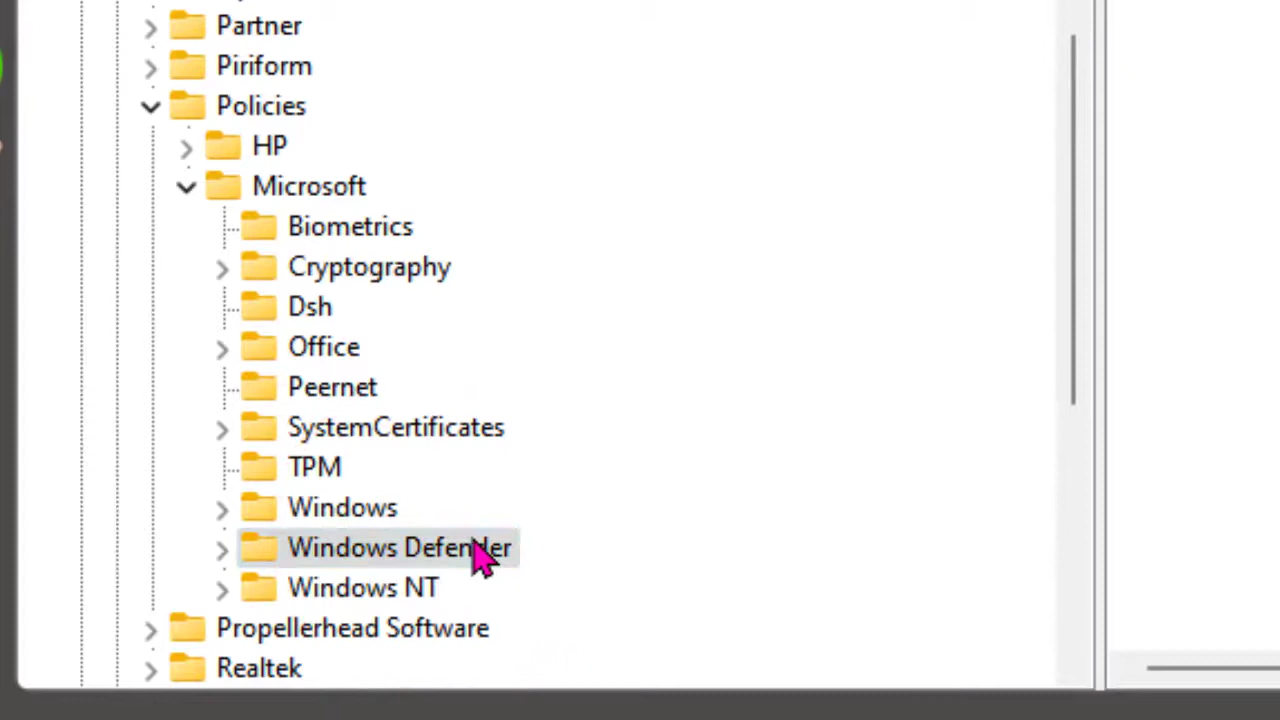 Partner
Piriform
Policies
HP
Microsoft
Biometrics
Cryptography
Dsh
Office
Peernet
SystemCertificates
TPM
Windows
Windows Defender
Windows NT
Propellerhead Software
Realtek